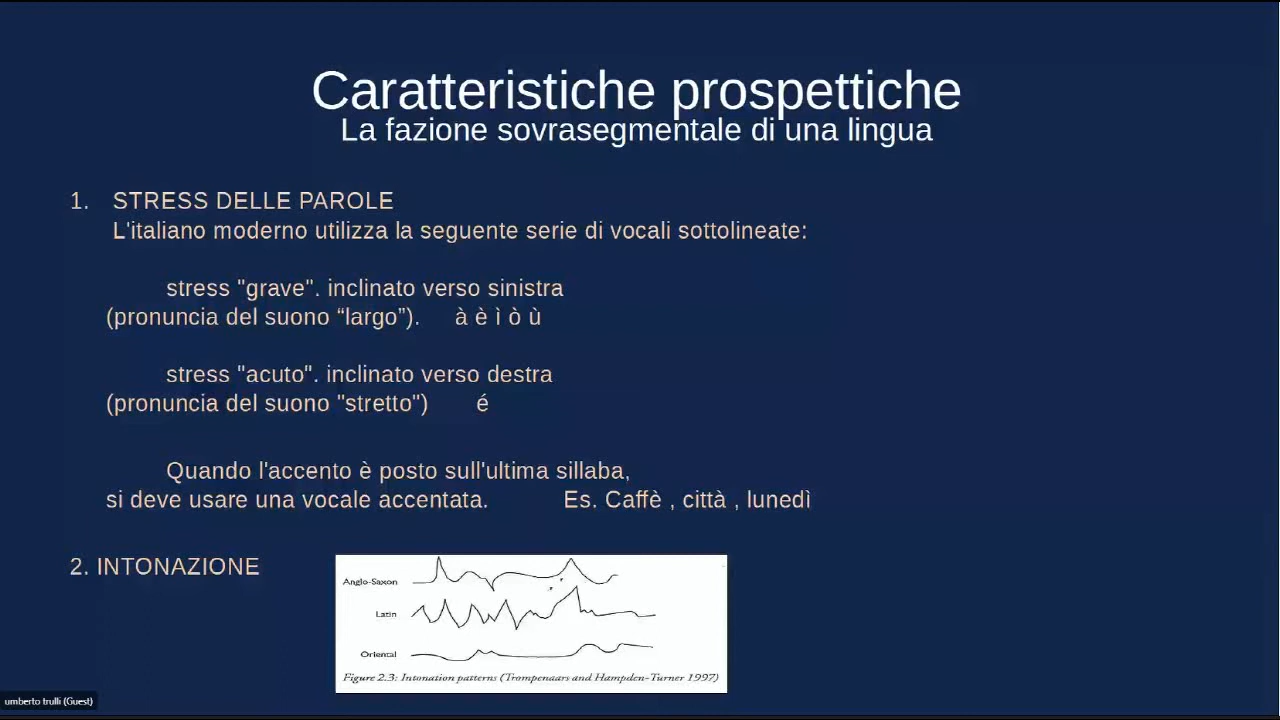 Caratteristiche prospettiche
La fazione sovrasegmentale di una lingua
1. STRESS DELLE PAROLE
L'italiano moderno utilizza la seguente serie di vocali sottolineate:
stress "grave". inclinato verso sinistra
(pronuncia del suono “largo”). à è ì ò ù
stress "acuto". inclinato verso destra
(pronuncia del suono "stretto") é
Quando l'accento è posto sull'ultima sillaba,
si deve usare una vocale accentata. Es. Caffè , città , lunedì
2. INTONAZIONE
Anglo-Saxon
Latin
Oriental
Figure 2.3: Intonation patterns (Trompenaars and Hampden-Turner 1997)
umberto trulli (Guest)